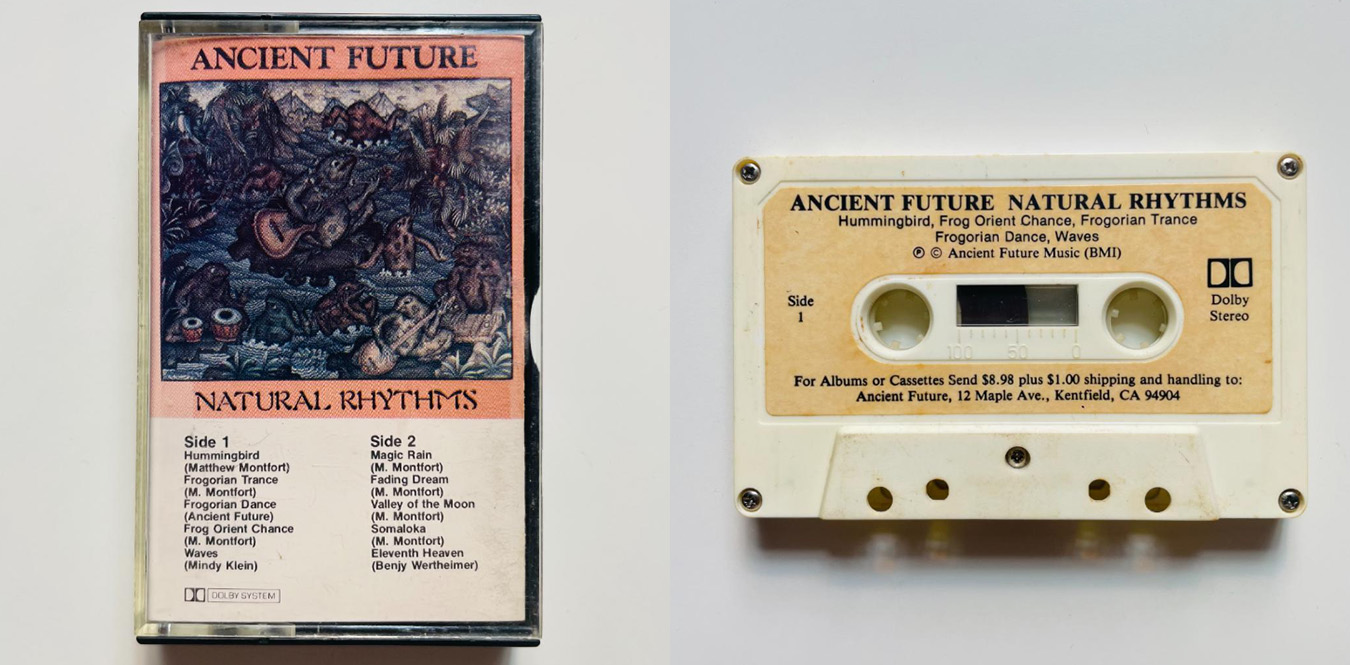 ANCIENT FUTURE
NATURAL RHYTHMS
Side 1
Hummingbird
(Matthew Montfort)
Frogorian Trance
(M. Montfort)
Frogorian Dance
(Ancient Future)
Frog Orient Chance
(M. Montfort)
Waves
(Mindy Klein)
Side 2
Magic Rain
(M. Montfort)
Fading Dream
(M. Montfort)
Valley of the Moon
(M. Montfort)
Somaloka
(M. Montfort)
Eleventh Heaven
(Benjy Wertheimer)
DOLBY SYSTEM
ANCIENT FUTURE NATURAL RHYTHMS
Hummingbird, Frog Orient Chance, Frogorian Trance
Frogorian Dance, Waves
℗ © Ancient Future Music (BMI)
Side
1
Dolby
Stereo
100 50 0
For Albums or Cassettes Send $8.98 plus $1.00 shipping and handling to:
Ancient Future, 12 Maple Ave., Kentfield, CA 94904